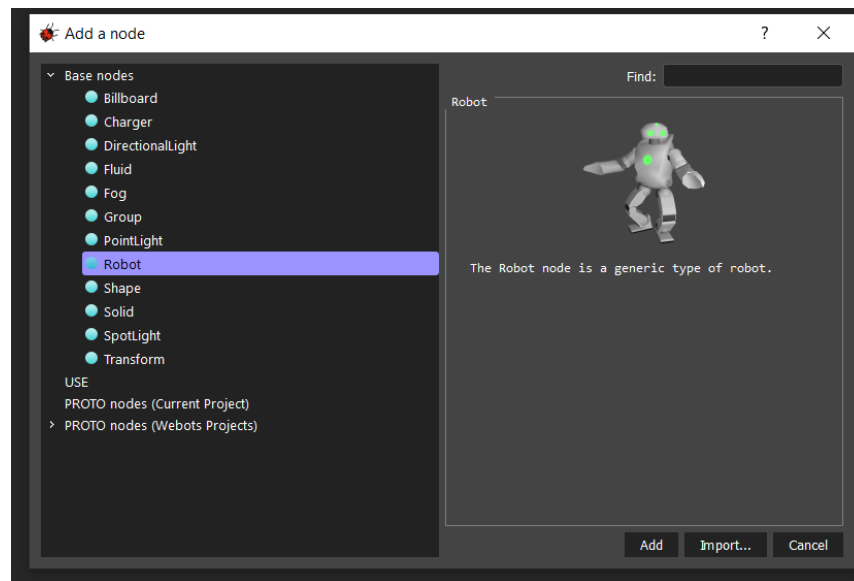 Add a node
?
Base nodes
Billboard
Charger
DirectionalLight
Fluid
Fog
Group
PointLight
Robot
Shape
Solid
SpotLight
Transform
USE
PROTO nodes (Current Project)
PROTO nodes (Webots Projects)
Find:
Robot
The Robot node is a generic type of robot.
Add Import... Cancel